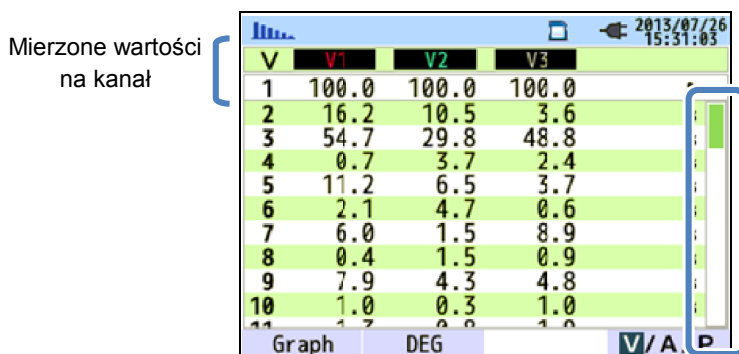 Mierzone wartości
na kanał
2013/07/26
15:31:03
V V1 V2 V3
1 100.0 100.0 100.0
2 16.2 10.5 3.6
3 54.7 29.8 48.8
4 0.7 3.7 2.4
5 11.2 6.5 3.7
6 2.1 4.7 0.6
7 6.0 1.5 8.9
8 0.4 1.5 0.9
9 7.9 4.3 4.8
10 1.0 0.3 1.0
Graph DEG V/A P